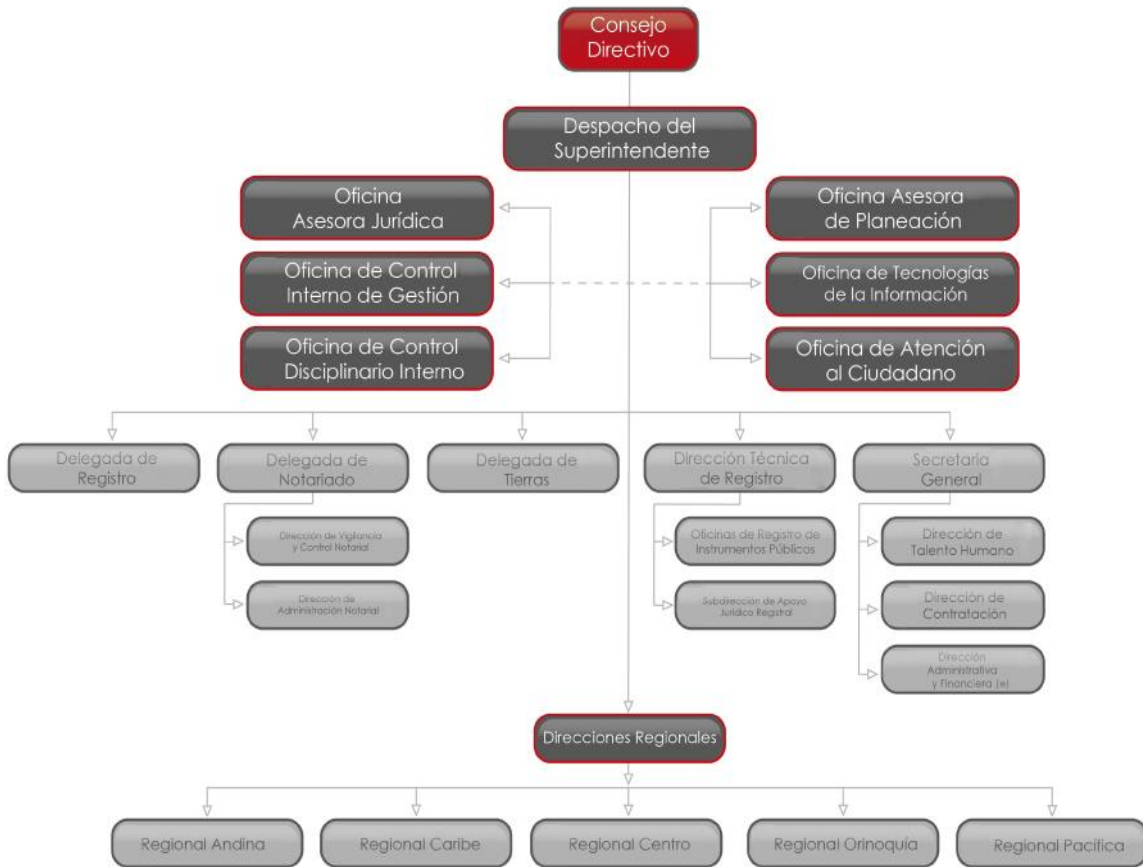 Consejo
Directivo
Despacho del
Superintendente
Oficina
Asesora Jurídica
Oficina Asesora
de Planeación
Oficina de Control
Interno de Gestión
Oficina de Tecnologías
de la Información
Oficina de Control
Disciplinario Interno
Oficina de Atención
al Ciudadano
Delegada de
Registro
Delegada de
Notariado
Delegada de
Tierras
Dirección Técnica
de Registro
Secretaria
General
Dirección de Vigilancia
y Control Notarial
Dirección de
Administración Notarial
Oficinas de Registro de
Instrumentos Públicos
Subdirección de Apoyo
Jurídico Registral
Dirección de
Talento Humano
Dirección de
Contratación
Dirección
Administrativa
y Financiera (e)
Direcciones Regionales
Regional Andina
Regional Caribe
Regional Centro
Regional Orinoquía
Regional Pacífica